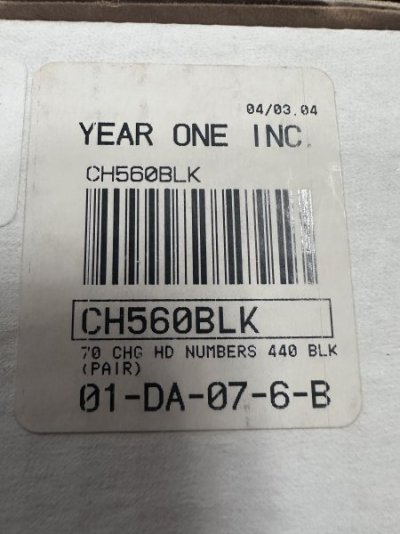 04/03.04
YEAR ONE INC.
CH560BLK
CH560BLK
70 CHG HD NUMBERS 440 BLK
(PAIR)
01-DA-07-6-B